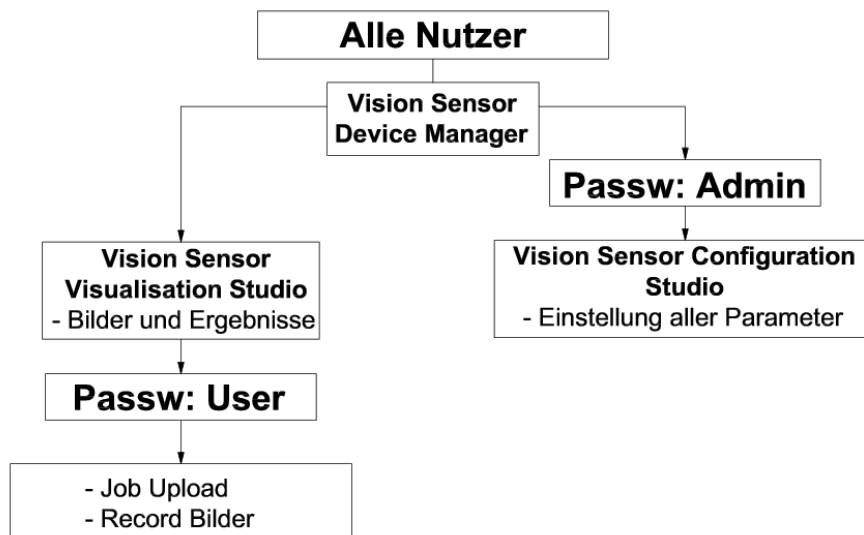 Alle Nutzer
Vision Sensor
Device Manager
Passw: Admin
Vision Sensor
Visualisation Studio
- Bilder und Ergebnisse
Vision Sensor Configuration
Studio
- Einstellung aller Parameter
Passw: User
- Job Upload
- Record Bilder